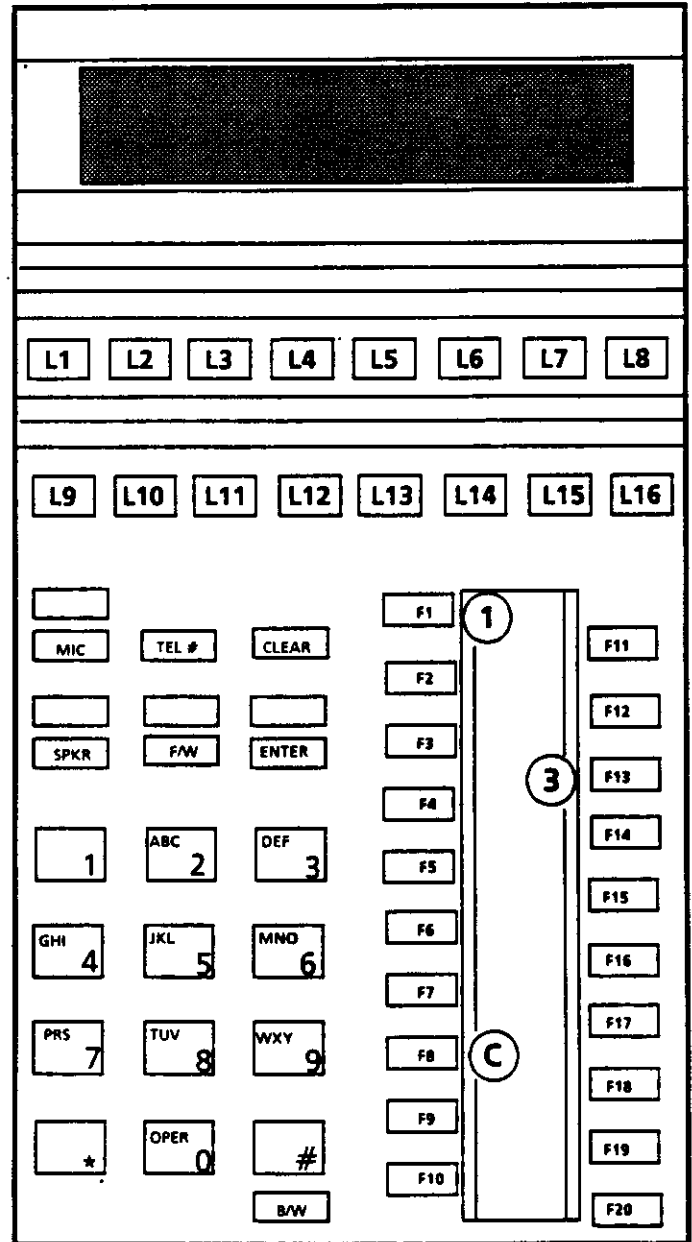 L1 L2 L3 L4 L5 L6 L7 L8
L9 L10 L11 L12 L13 L14 L15 L16
F1 1
MIC TEL # CLEAR F11
F2
F12
SPKR F/W ENTER F3
3 F13
F4
F14
ABC DEF
1 2 3 F5
F15
F6
GHI JKL MNO
4 5 6 F16
F7
F17
PRS TUV WXY
7 8 9 F8 C
F18
F9
OPER
* 0 # F19
F10
B/W F20